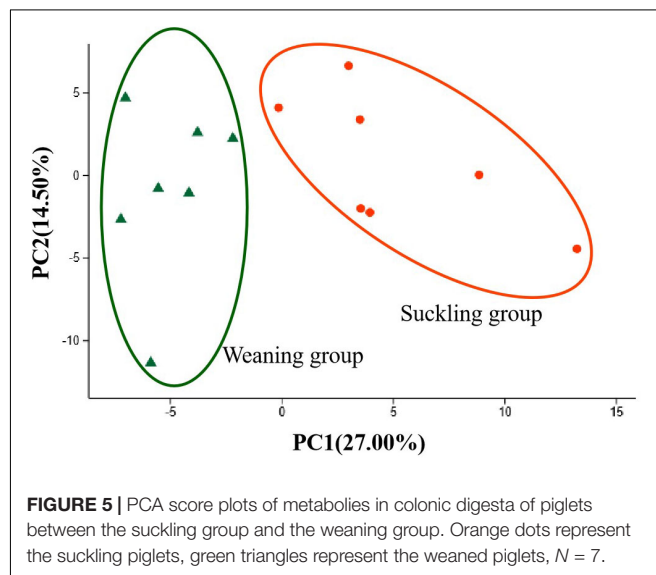 5
0
-5
-10
PC2(14.50%)
Suckling group
Weaning group
-5
0
5
10
15
PC1(27.00%)
FIGURE 5 | PCA score plots of metabolies in colonic digesta of piglets
between the suckling group and the weaning group. Orange dots represent
the suckling piglets, green triangles represent the weaned piglets, N = 7.